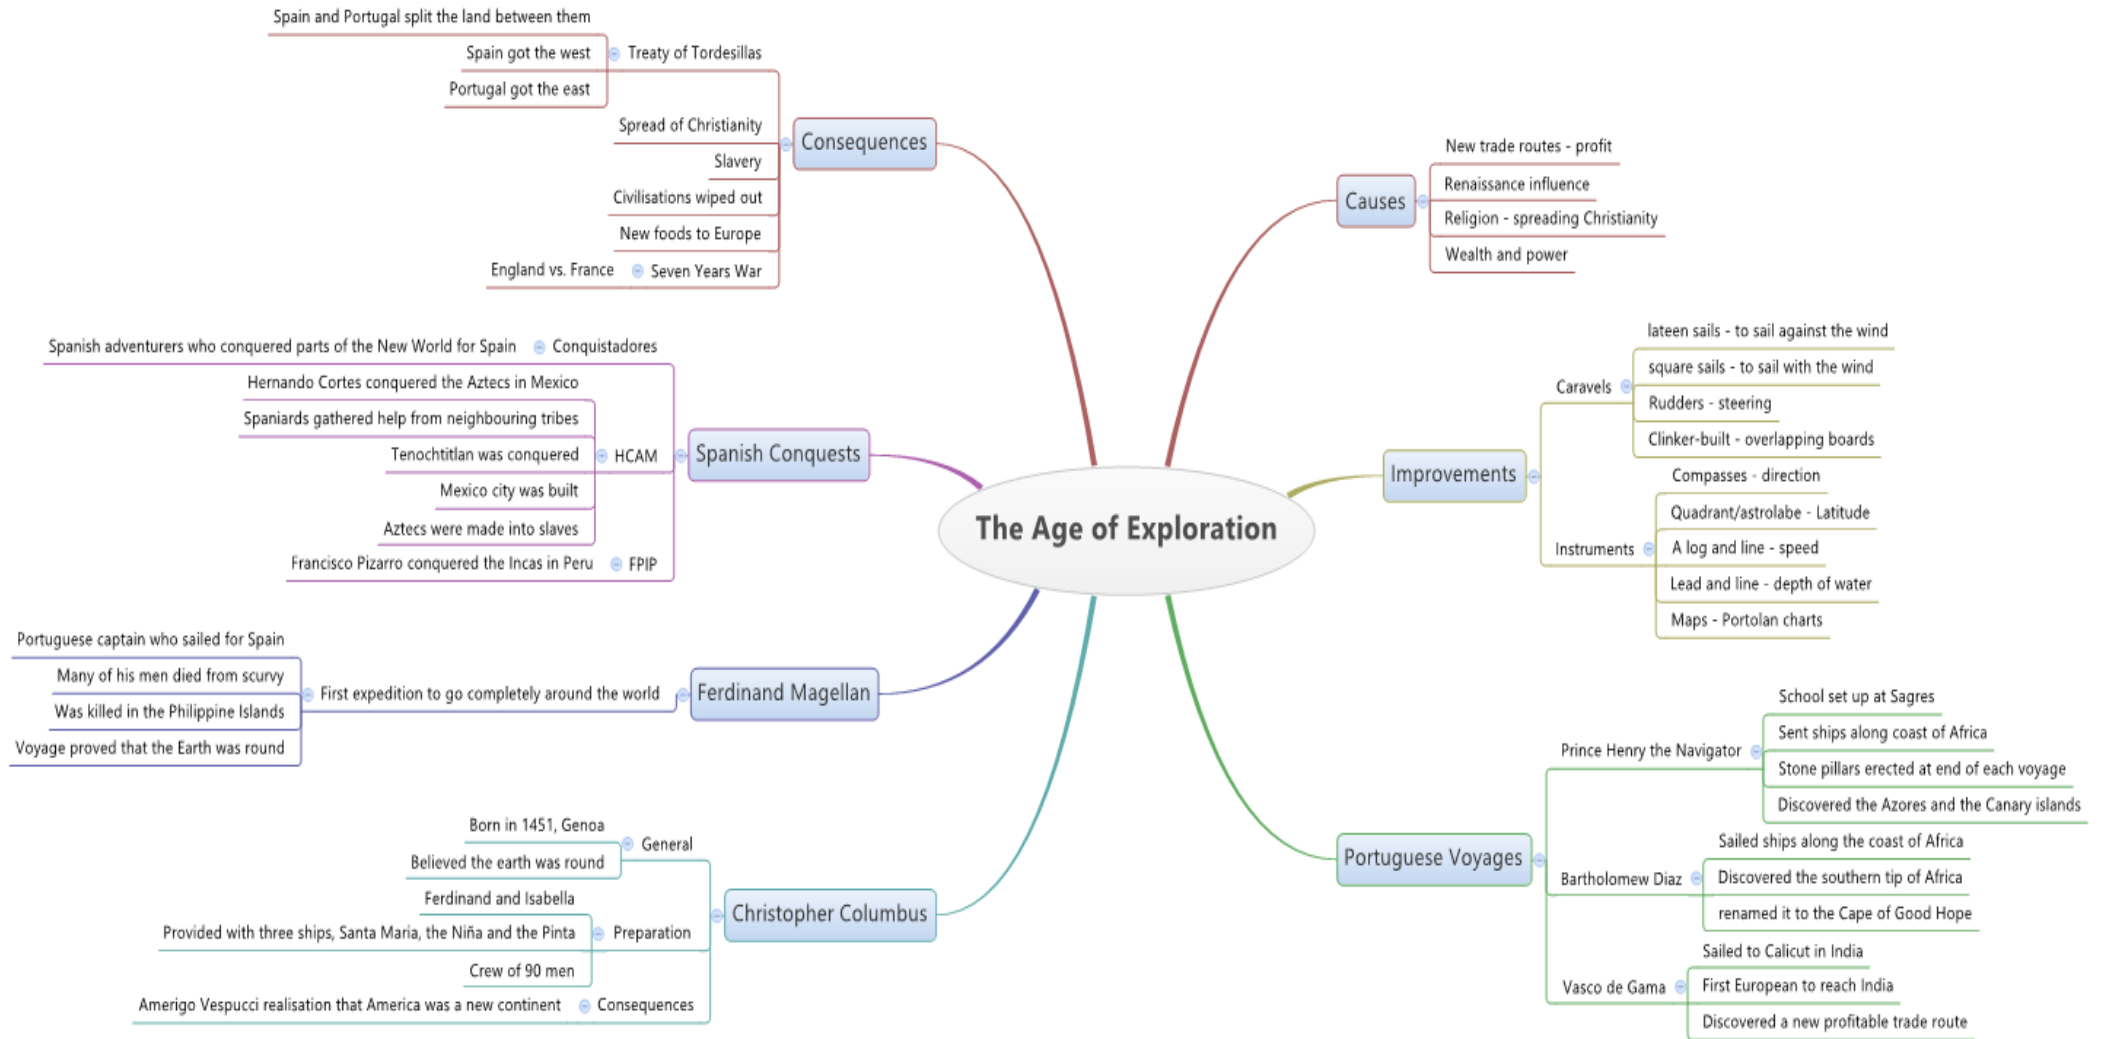 The Age of Exploration
Causes
New trade routes - profit
Renaissance influence
Religion - spreading Christianity
Wealth and power
Improvements
Caravels
lateen sails - to sail against the wind
square sails - to sail with the wind
Rudders - steering
Clinker-built - overlapping boards
Instruments
Compasses - direction
Quadrant/astrolabe - Latitude
A log and line - speed
Lead and line - depth of water
Maps - Portolan charts
Portuguese Voyages
Prince Henry the Navigator
School set up at Sagres
Sent ships along coast of Africa
Stone pillars erected at end of each voyage
Discovered the Azores and the Canary islands
Bartholomew Diaz
Sailed ships along the coast of Africa
Discovered the southern tip of Africa
renamed it to the Cape of Good Hope
Vasco de Gama
Sailed to Calicut in India
First European to reach India
Discovered a new profitable trade route
Consequences
Treaty of Tordesillas
Spain and Portugal split the land between them
Spain got the west
Portugal got the east
Spread of Christianity
Slavery
Civilisations wiped out
New foods to Europe
Seven Years War
England vs. France
Spanish Conquests
Conquistadores
Spanish adventurers who conquered parts of the New World for Spain
HCAM
Hernando Cortes conquered the Aztecs in Mexico
Spaniards gathered help from neighbouring tribes
Tenochtitlan was conquered
Mexico city was built
Aztecs were made into slaves
FPIP
Francisco Pizarro conquered the Incas in Peru
Ferdinand Magellan
First expedition to go completely around the world
Portuguese captain who sailed for Spain
Many of his men died from scurvy
Was killed in the Philippine Islands
Voyage proved that the Earth was round
Christopher Columbus
General
Born in 1451, Genoa
Believed the earth was round
Preparation
Ferdinand and Isabella
Provided with three ships, Santa Maria, the Niña and the Pinta
Crew of 90 men
Consequences
Amerigo Vespucci realisation that America was a new continent